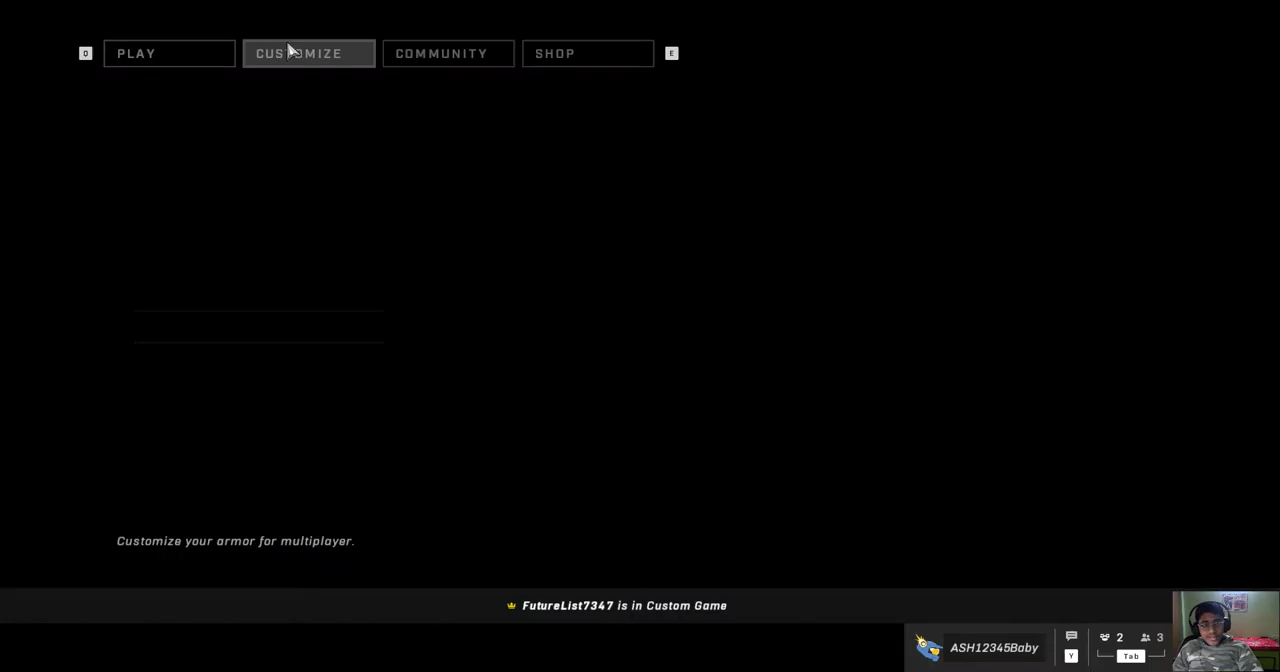 Q PLAY CUSTOMIZE COMMUNITY SHOP E
Customize your armor for multiplayer.
FutureList7347 is in Custom Game
ASH12345Baby
Y
2
3
Tab